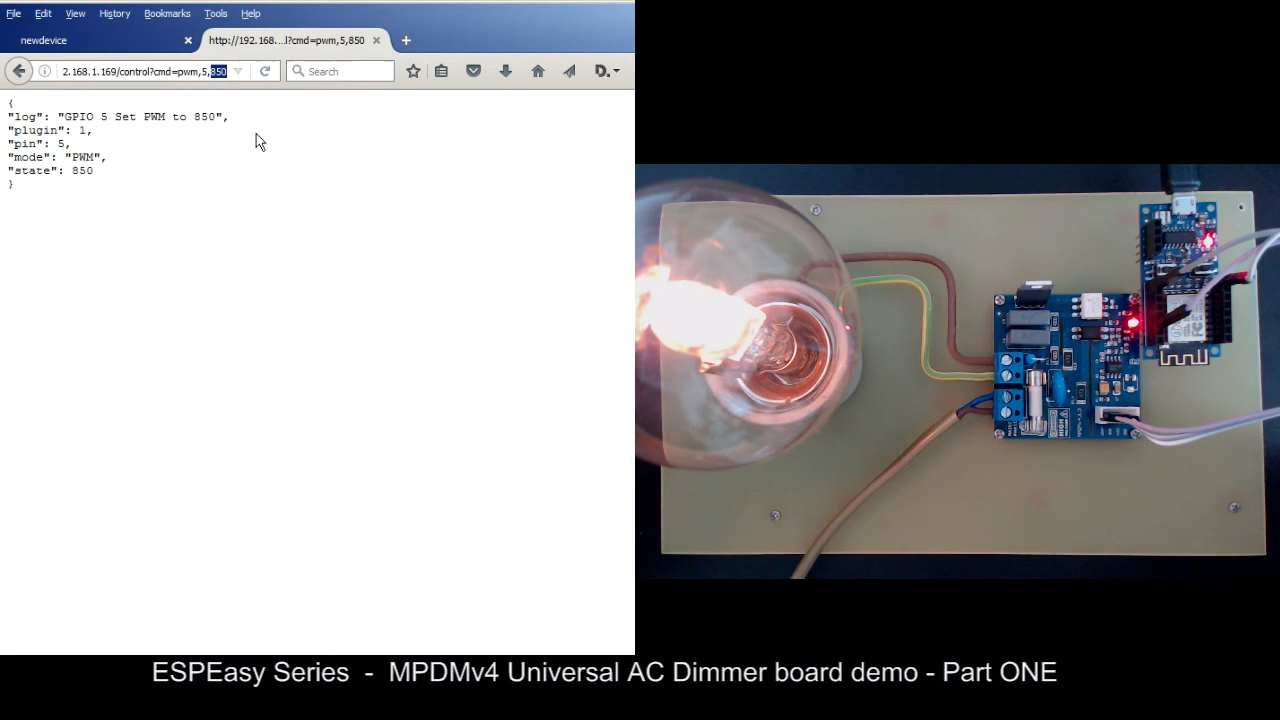 File Edit View History Bookmarks Tools Help
newdevice
http://192.168. ...l?cmd=pwm,5,850
2.168.1.169/control?cmd=pwm,5,850
Search
D.
{
"log": "GPIO 5 Set PWM to 850",
"plugin": 1,
"pin": 5,
"mode": "PWM",
"state": 850
}
HIGH
ESPEasy Series - MPDMv4 Universal AC Dimmer board demo - Part ONE